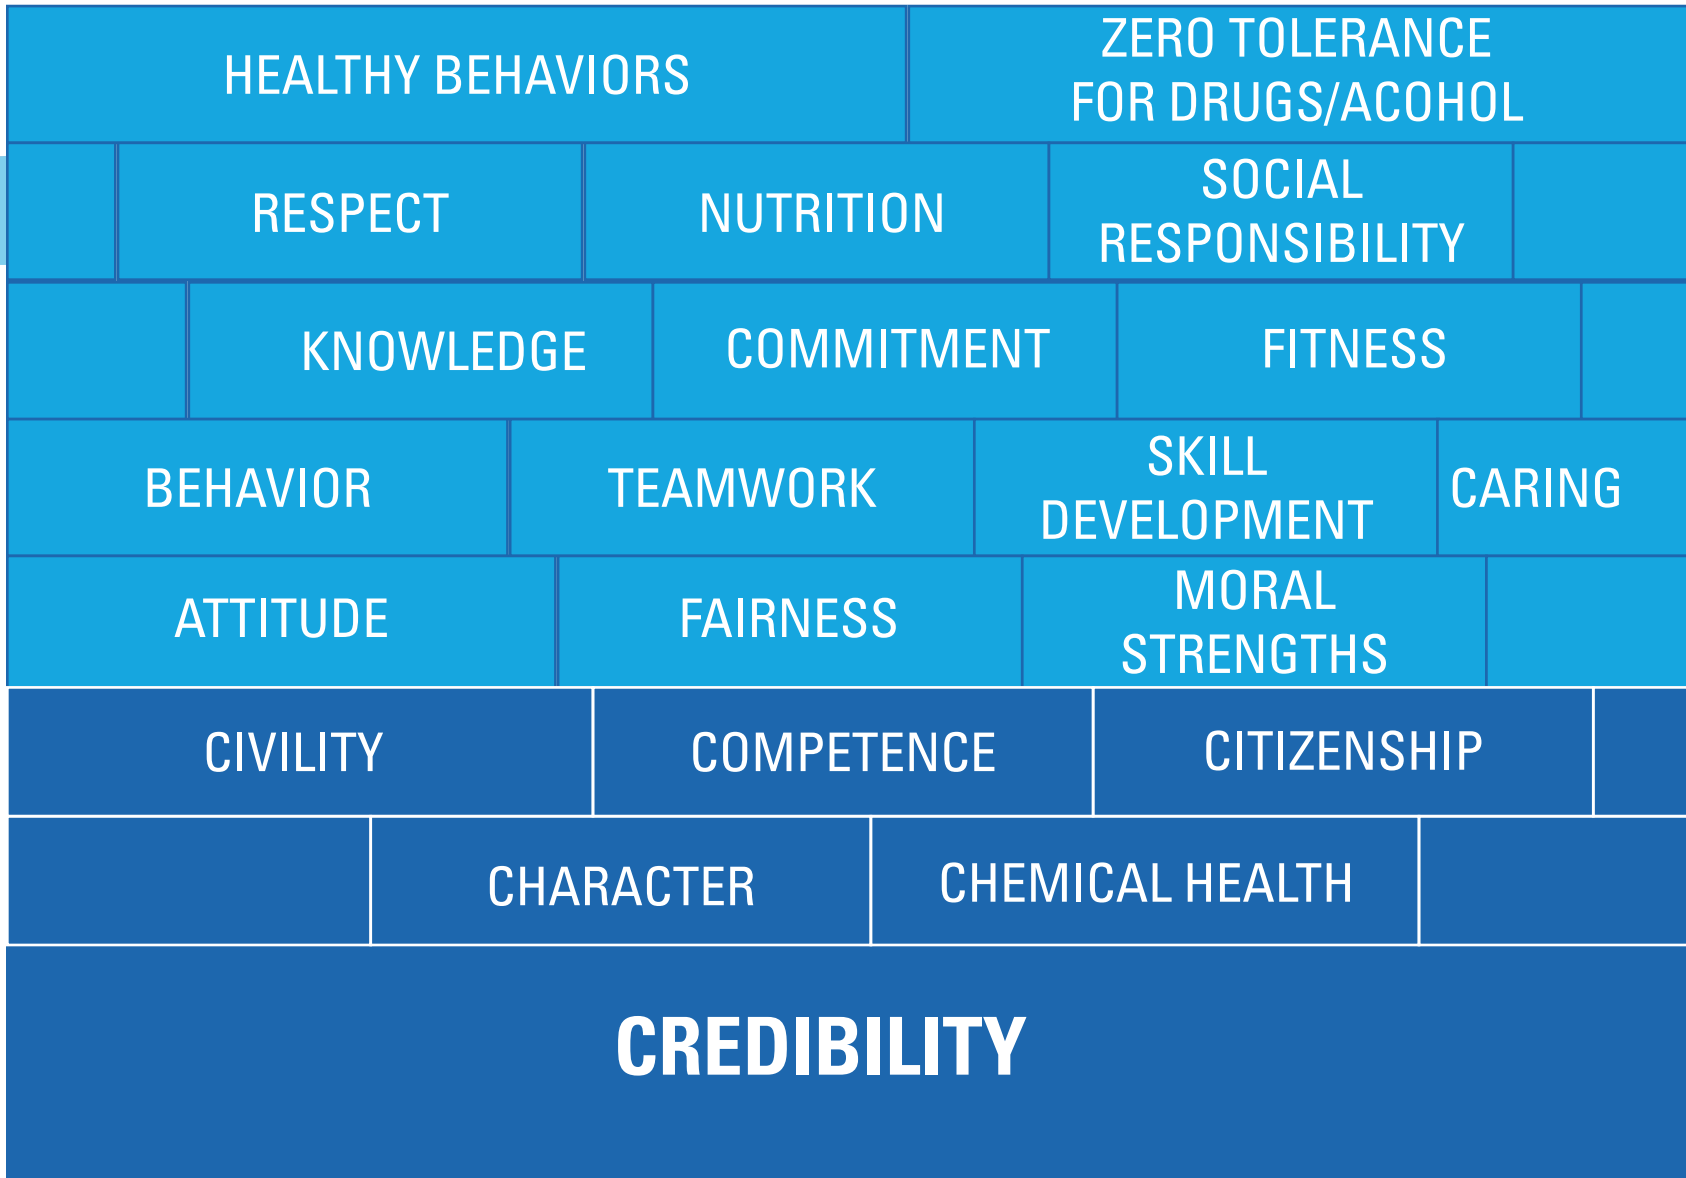 HEALTHY BEHAVIORS
ZERO TOLERANCE
FOR DRUGS/ACOHOL
RESPECT
NUTRITION
SOCIAL
RESPONSIBILITY
KNOWLEDGE
COMMITMENT
FITNESS
BEHAVIOR
TEAMWORK
SKILL
DEVELOPMENT
CARING
ATTITUDE
FAIRNESS
MORAL
STRENGTHS
CIVILITY
COMPETENCE
CITIZENSHIP
CHARACTER
CHEMICAL HEALTH
CREDIBILITY